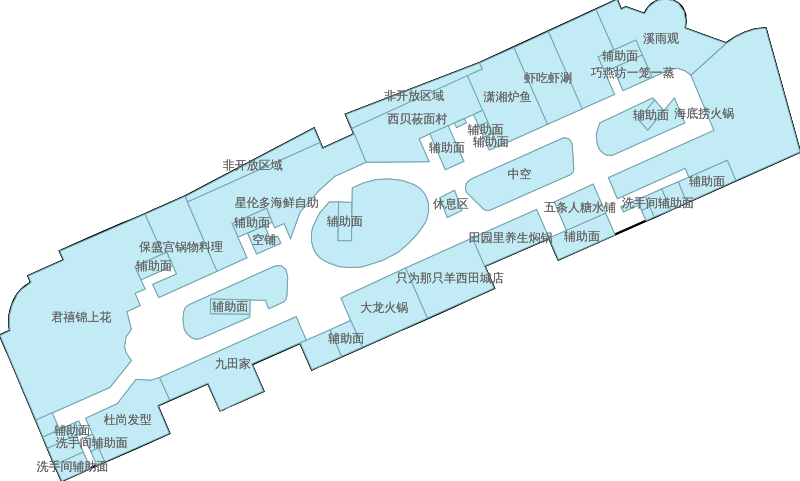 溪雨观
辅助面
巧燕坊一笼一蒸
虾吃虾涮
非开放区域
潇湘炉鱼
海底捞火锅
辅助面
西贝莜面村
辅助面
辅助面
辅助面
非开放区域
中空
辅助面
星伦多海鲜自助
休息区
洗手间辅助面
五条人糖水铺
辅助面
辅助面
空铺
田园里养生焖锅
辅助面
保盛宫锅物料理
辅助面
只为那只羊西田城店
辅助面
大龙火锅
君禧锦上花
辅助面
九田家
杜尚发型
辅助面
洗手间辅助面
洗手间辅助面